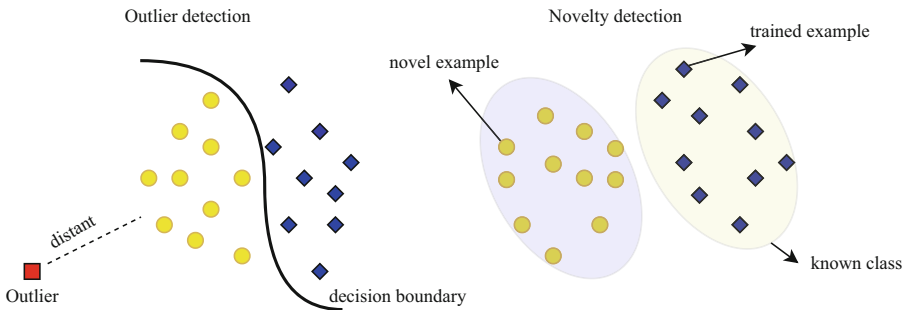 Outlier detection
Novelty detection
trained example
novel example
distant
Outlier
decision boundary
known class